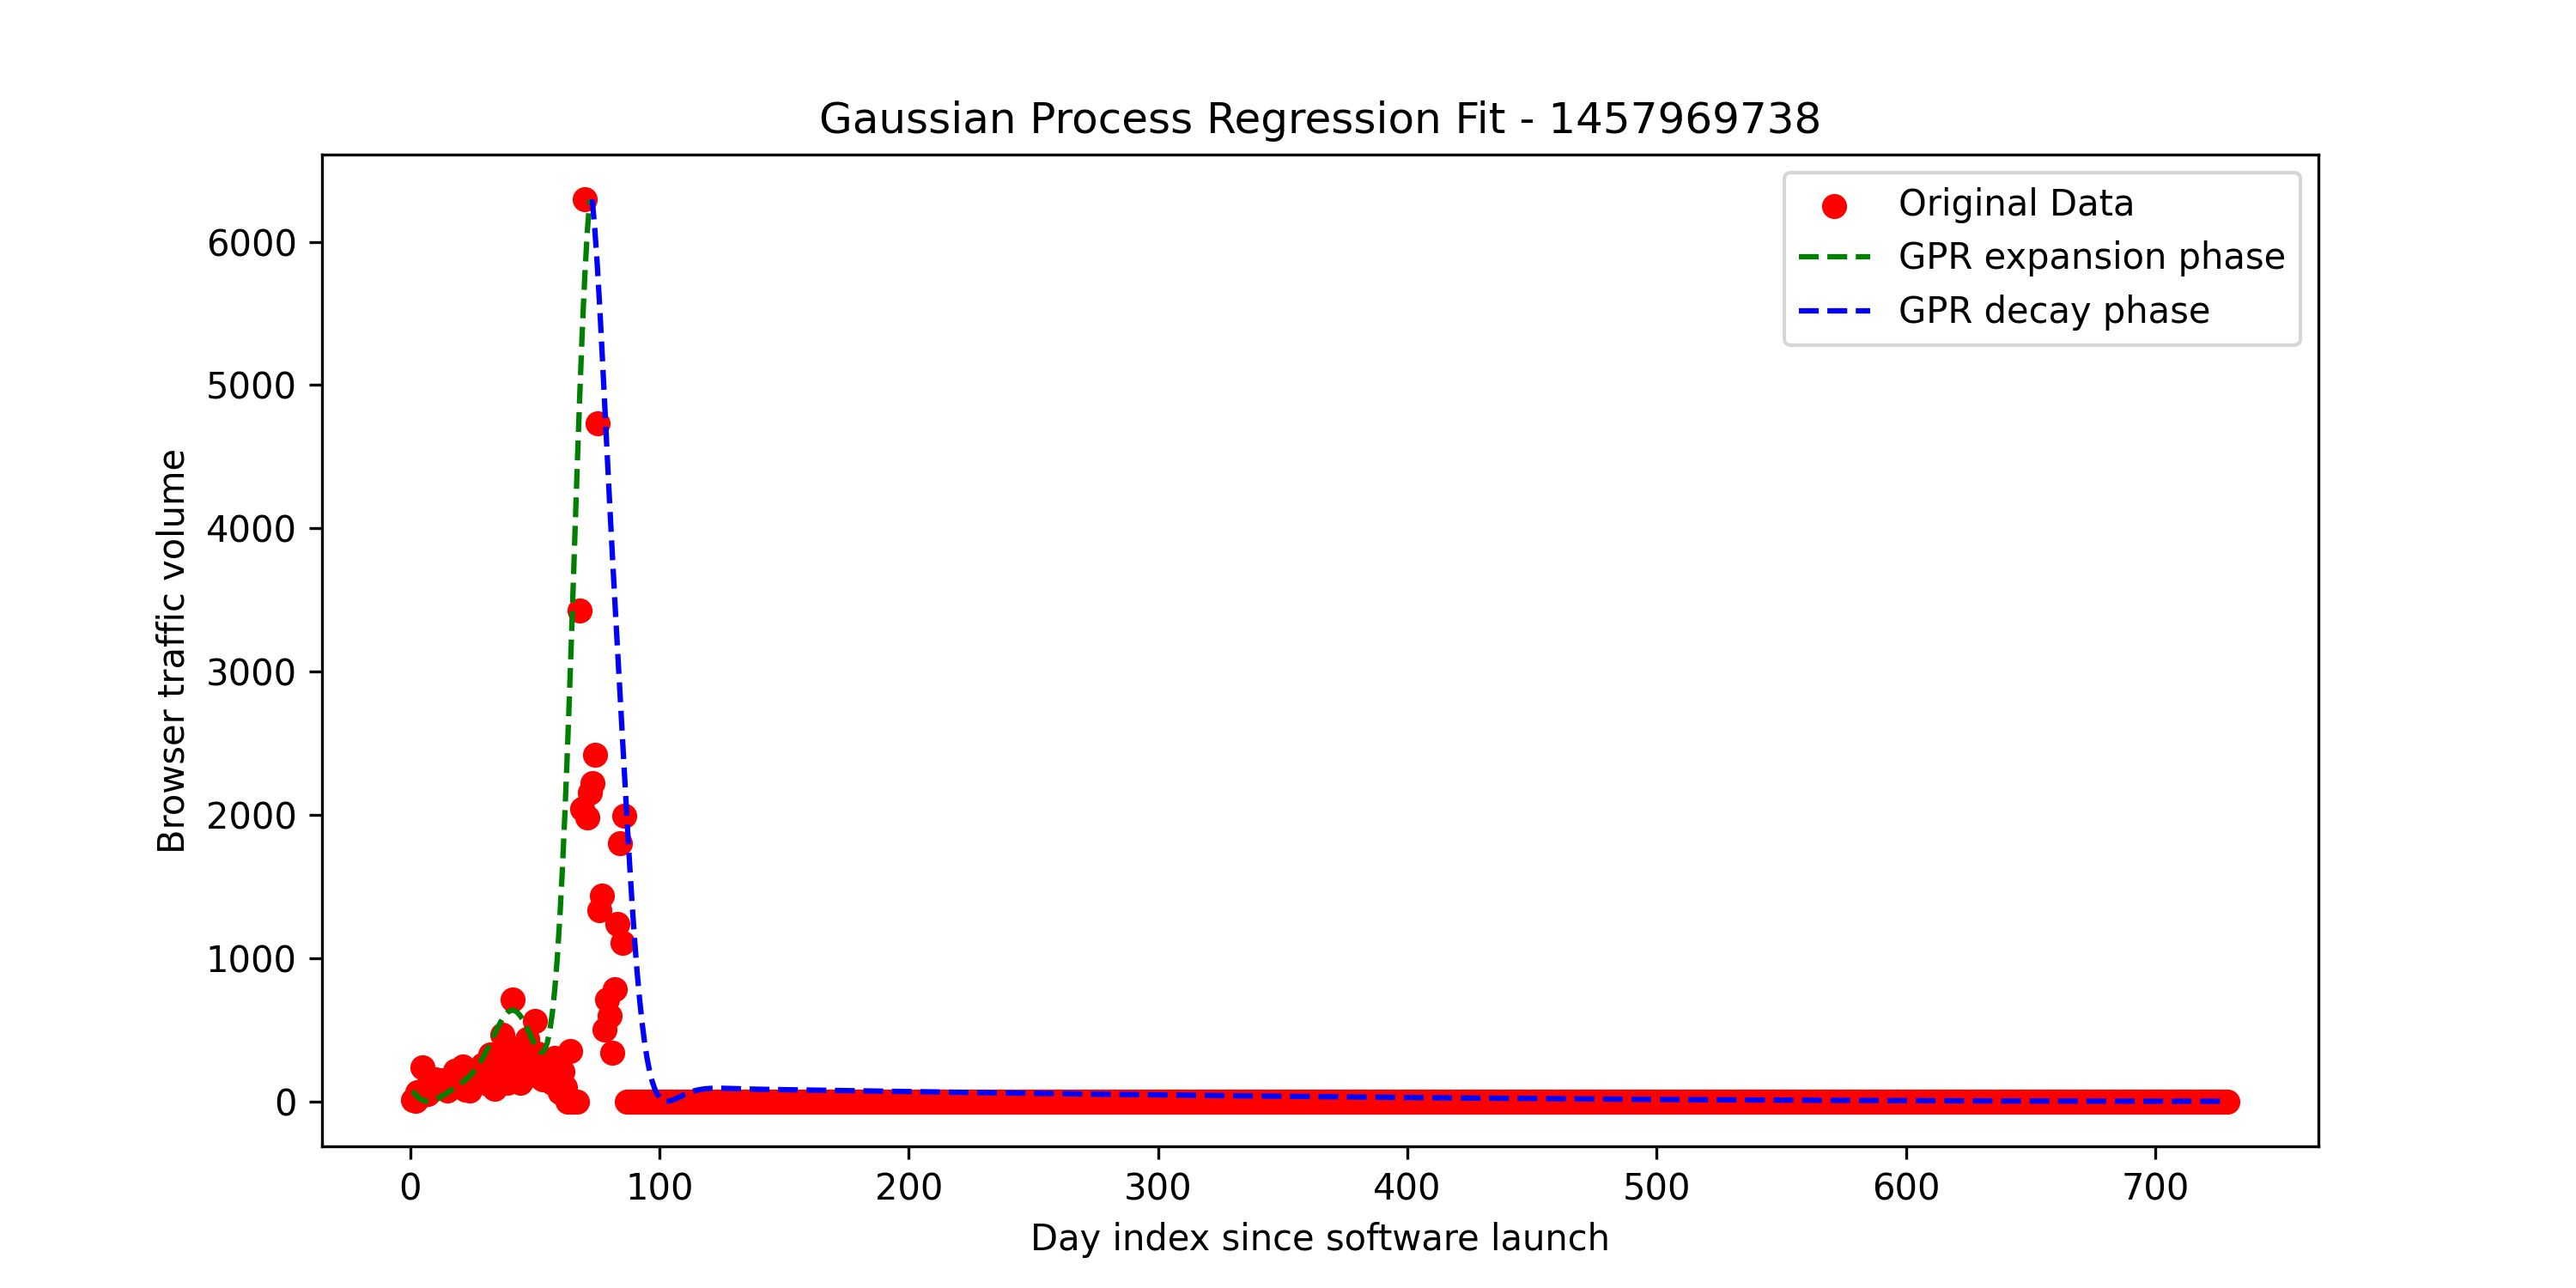 Gaussian Process Regression Fit - 1457969738
Original Data
GPR expansion phase
GPR decay phase
Browser traffic volume
6000
5000
4000
3000
2000
1000
0
0 100 200 300 400 500 600 700
Day index since software launch